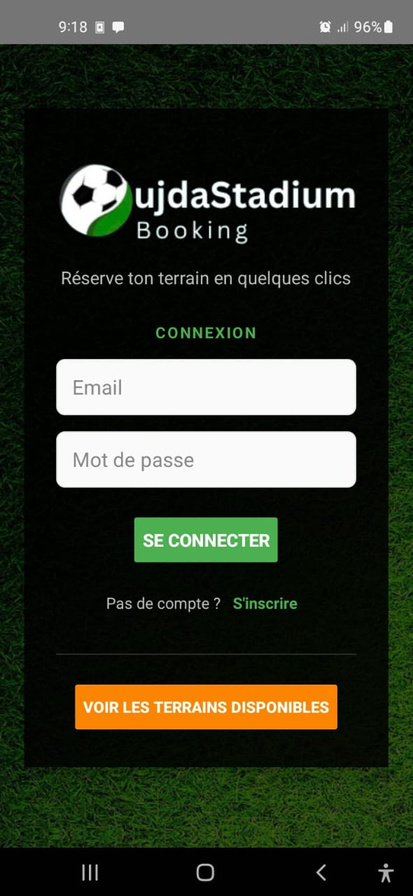 9:18
96%
ujdaStadium
Booking
Réserve ton terrain en quelques clics
CONNEXION
Email
Mot de passe
SE CONNECTER
Pas de compte ? S'inscrire
VOIR LES TERRAINS DISPONIBLES